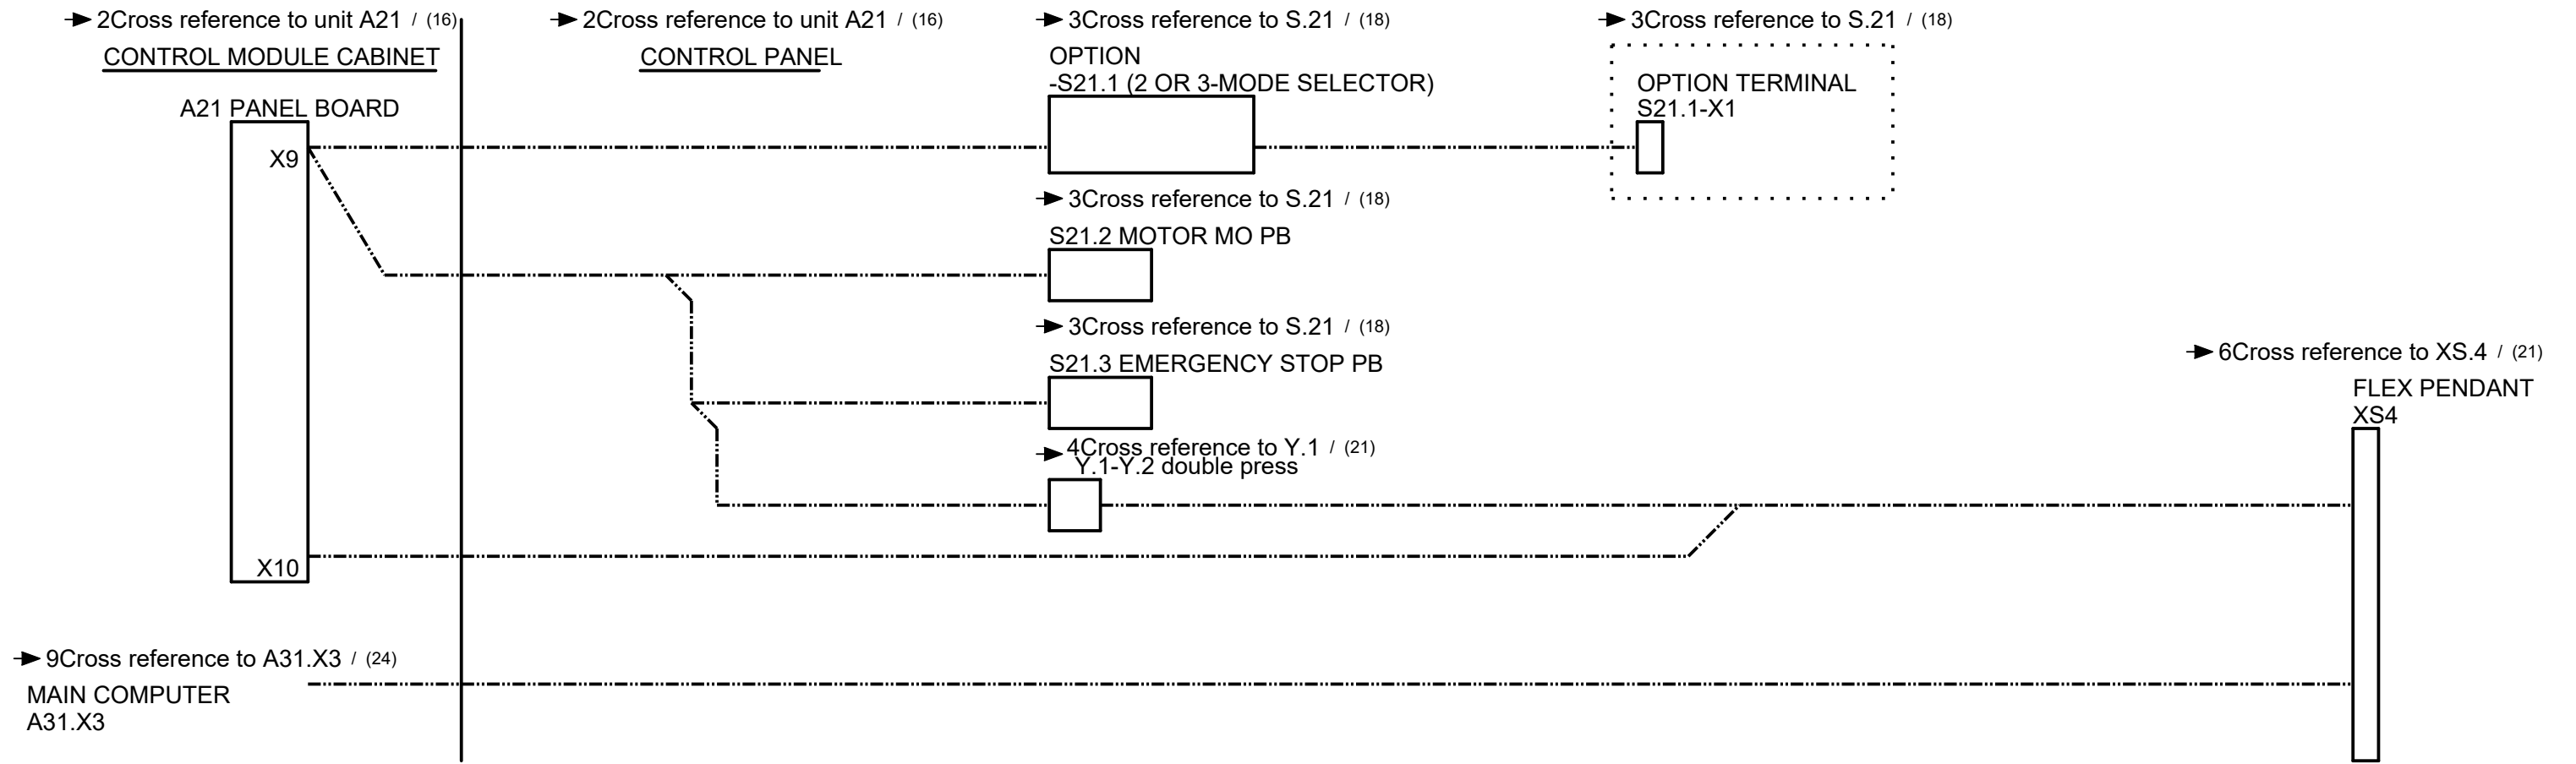 2Cross reference to unit A21 / (16)
2Cross reference to unit A21 / (16)
3Cross reference to S.21 / (18)
3Cross reference to S.21 / (18)
CONTROL MODULE CABINET
CONTROL PANEL
OPTION
-S21.1 (2 OR 3-MODE SELECTOR)
OPTION TERMINAL
S21.1-X1
A21 PANEL BOARD
X9
3Cross reference to S.21 / (18)
S21.2 MOTOR MO PB
3Cross reference to S.21 / (18)
S21.3 EMERGENCY STOP PB
6Cross reference to XS.4 / (21)
FLEX PENDANT
XS4
4Cross reference to Y.1 / (21)
Y.1-Y.2 double press
X10
9Cross reference to A31.X3 / (24)
MAIN COMPUTER
A31.X3